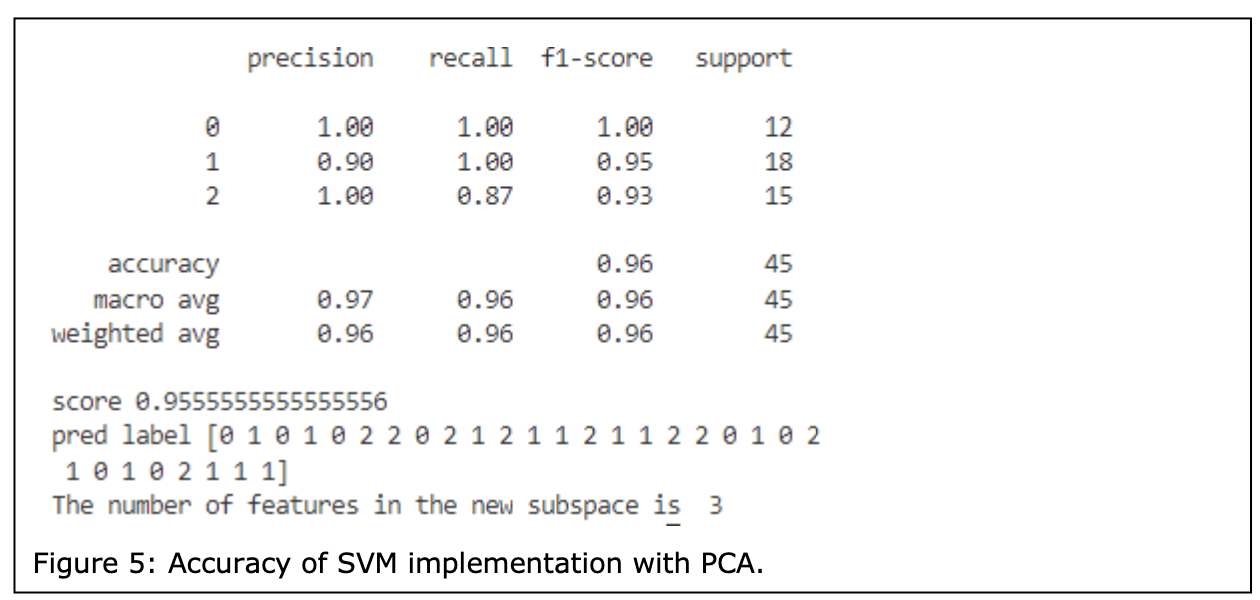 precision recall f1-score support
0 1.00 1.00 1.00 12
1 0.90 1.00 0.95 18
2 1.00 0.87 0.93 15
accuracy 0.96 45
macro avg 0.97 0.96 0.96 45
weighted avg 0.96 0.96 0.96 45
score 0.9555555555555556
pred label [0 1 0 1 0 2 2 0 2 1 2 1 1 2 1 1 2 2 0 1 0 2
1 0 1 0 2 1 1 1]
The number of features in the new subspace is 3
Figure 5: Accuracy of SVM implementation with PCA.